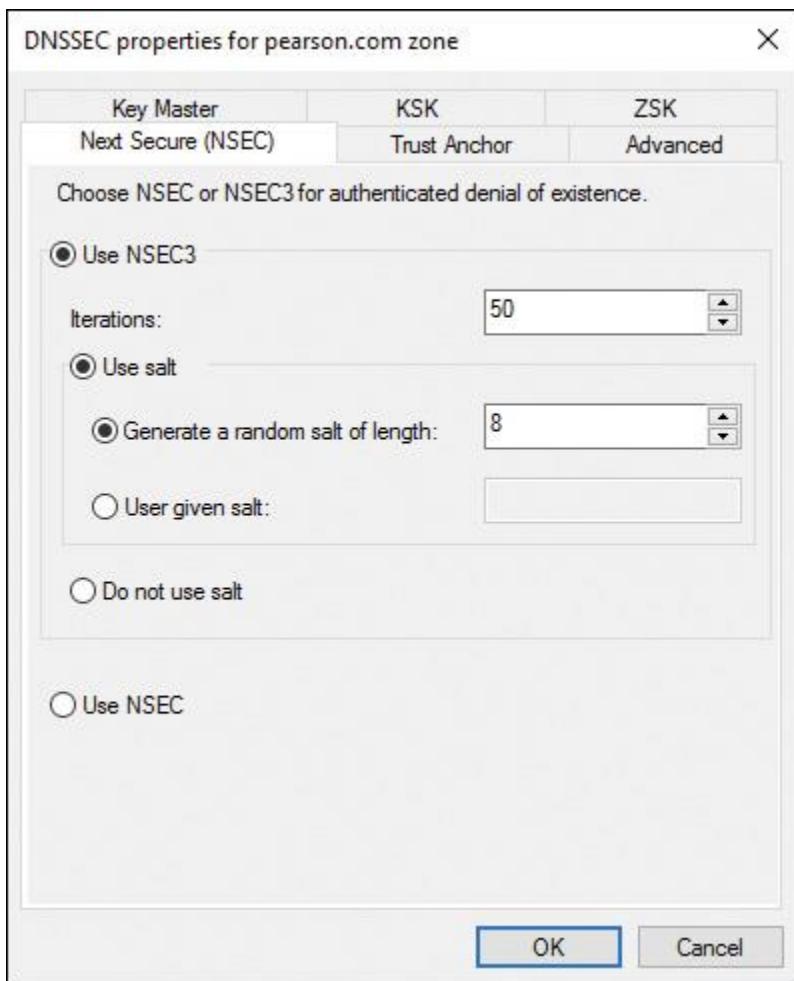 DNSSEC properties for pearson.com zone
Key Master KSK ZSK
Next Secure (NSEC) Trust Anchor Advanced
Choose NSEC or NSEC3 for authenticated denial of existence.
Use NSEC3
Iterations: 50
Use salt
Generate a random salt of length: 8
User given salt:
Do not use salt
Use NSEC
OK Cancel